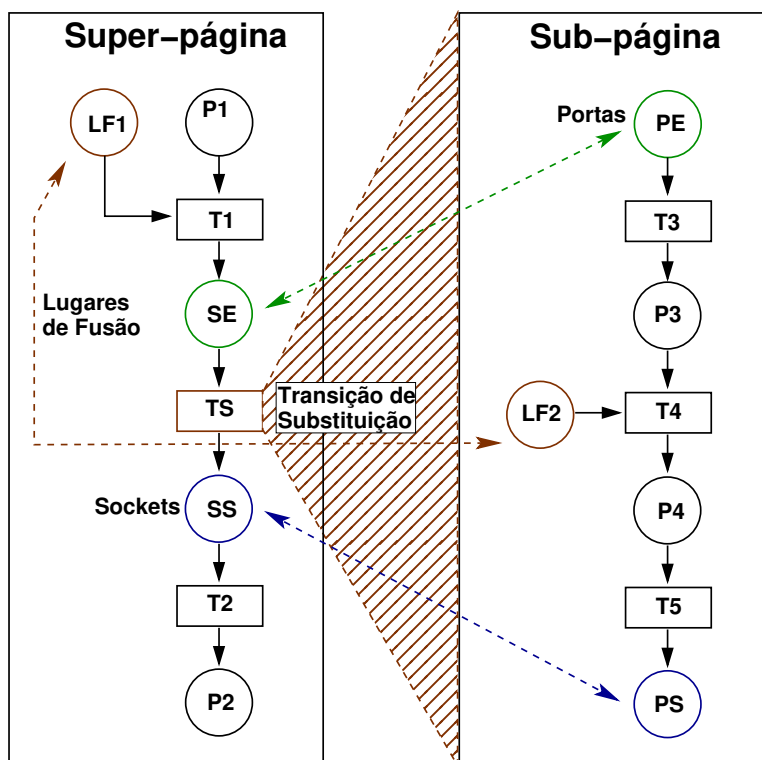 Super-página
LF1
P1
T1
SE
Lugares
de Fusão
TS
Transição de
Substituição
Sockets
SS
T2
P2
Sub-página
Portas
PE
T3
P3
LF2
T4
P4
T5
PS